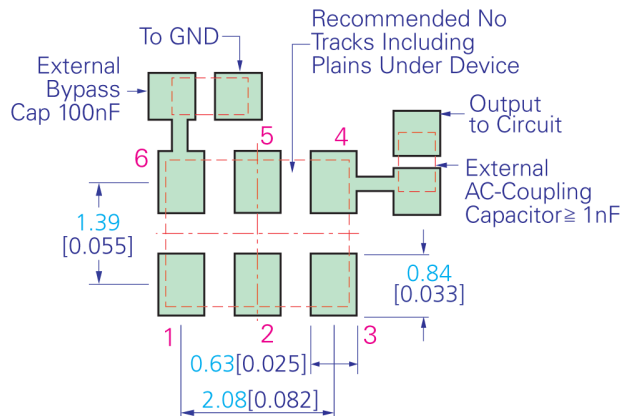 To GND
Recommended No
Tracks Including
Plains Under Device
External
Bypass
Cap 100nF
Output
to Circuit
External
AC-Coupling
Capacitor≧ 1nF
6
5
4
1.39
[0.055]
0.84
[0.033]
1
2
3
0.63[0.025]
2.08[0.082]